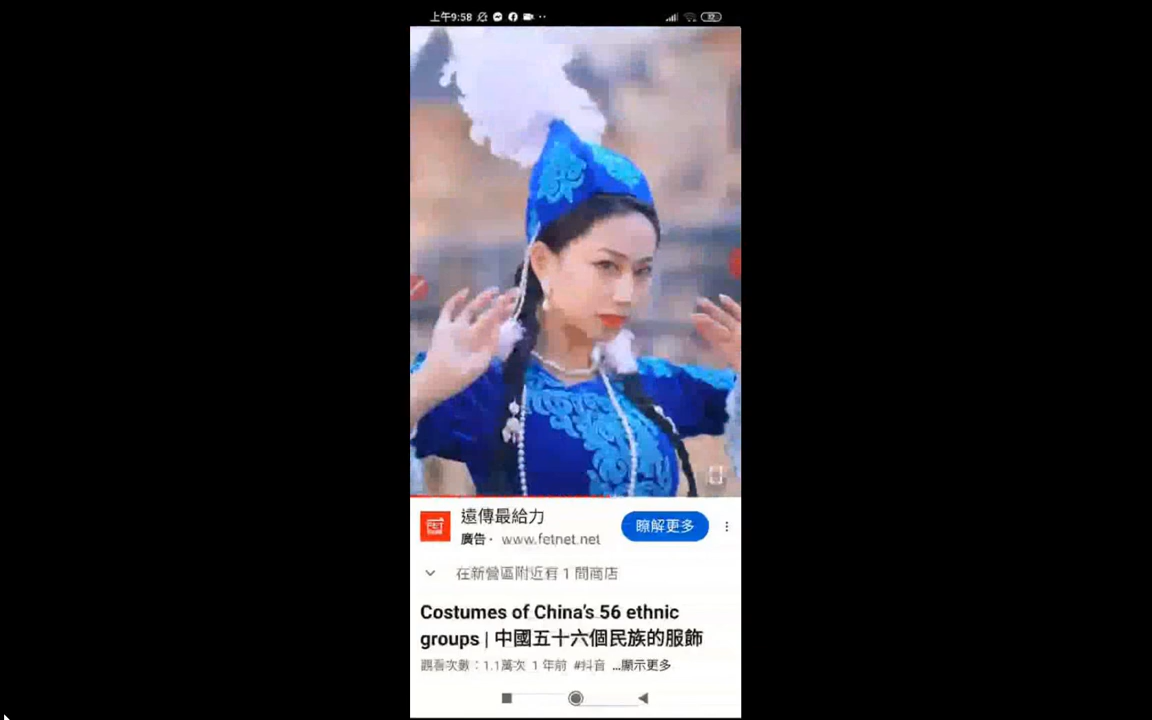 上午9:58
32
遠傳最給力
廣告· www.fetnet.net
瞭解更多
在新營區附近有 1 間商店
Costumes of China's 56 ethnic
groups | 中國五十六個民族的服飾
觀看次數：1.1萬次 1 年前 #抖音 ...顯示更多